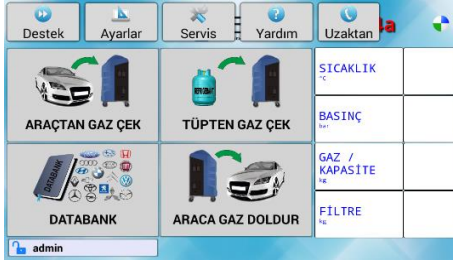 Destek
Ayarlar
Servis
Yardım
Uzaktan
ARAÇTAN GAZ ÇEK
TÜPTEN GAZ ÇEK
SICAKLIK
°C
BASINÇ
bar
DATABANK
DATABANK
ARACA GAZ DOLDUR
GAZ /
KAPASİTE
kg
FİLTRE
kg
admin